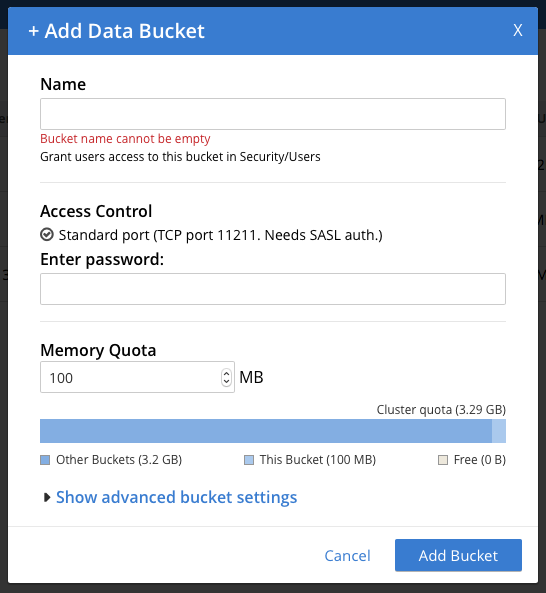 + Add Data Bucket X
Name
Bucket name cannot be empty
Grant users access to this bucket in Security/Users
Access Control
Standard port (TCP port 11211. Needs SASL auth.)
Enter password:
Memory Quota
100 MB
Cluster quota (3.29 GB)
Other Buckets (3.2 GB) This Bucket (100 MB) Free (0 B)
Show advanced bucket settings
Cancel Add Bucket